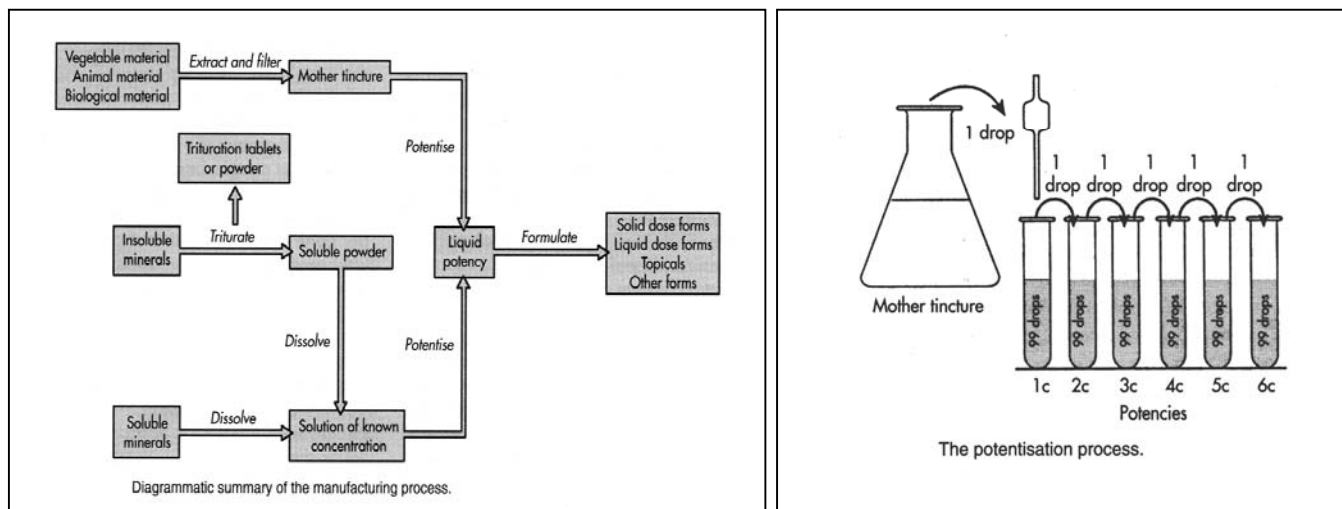 Vegetable material
Animal material
Biological material
Extract and filter
Mother tincture
Potentise
Trituration tablets
or powder
Insoluble
minerals
Triturate
Soluble powder
Liquid
potency
Formulate
Solid dose forms
Liquid dose forms
Topicals
Other forms
Dissolve
Potentise
Soluble
minerals
Dissolve
Solution of known
concentration
Diagrammatic summary of the manufacturing process.
1 drop
1
drop
1
drop
1
drop
1
drop
1
drop
Mother tincture
99 drops
99 drops
99 drops
99 drops
99 drops
99 drops
1c
2c
3c
4c
5c
6c
Potencies
The potentisation process.